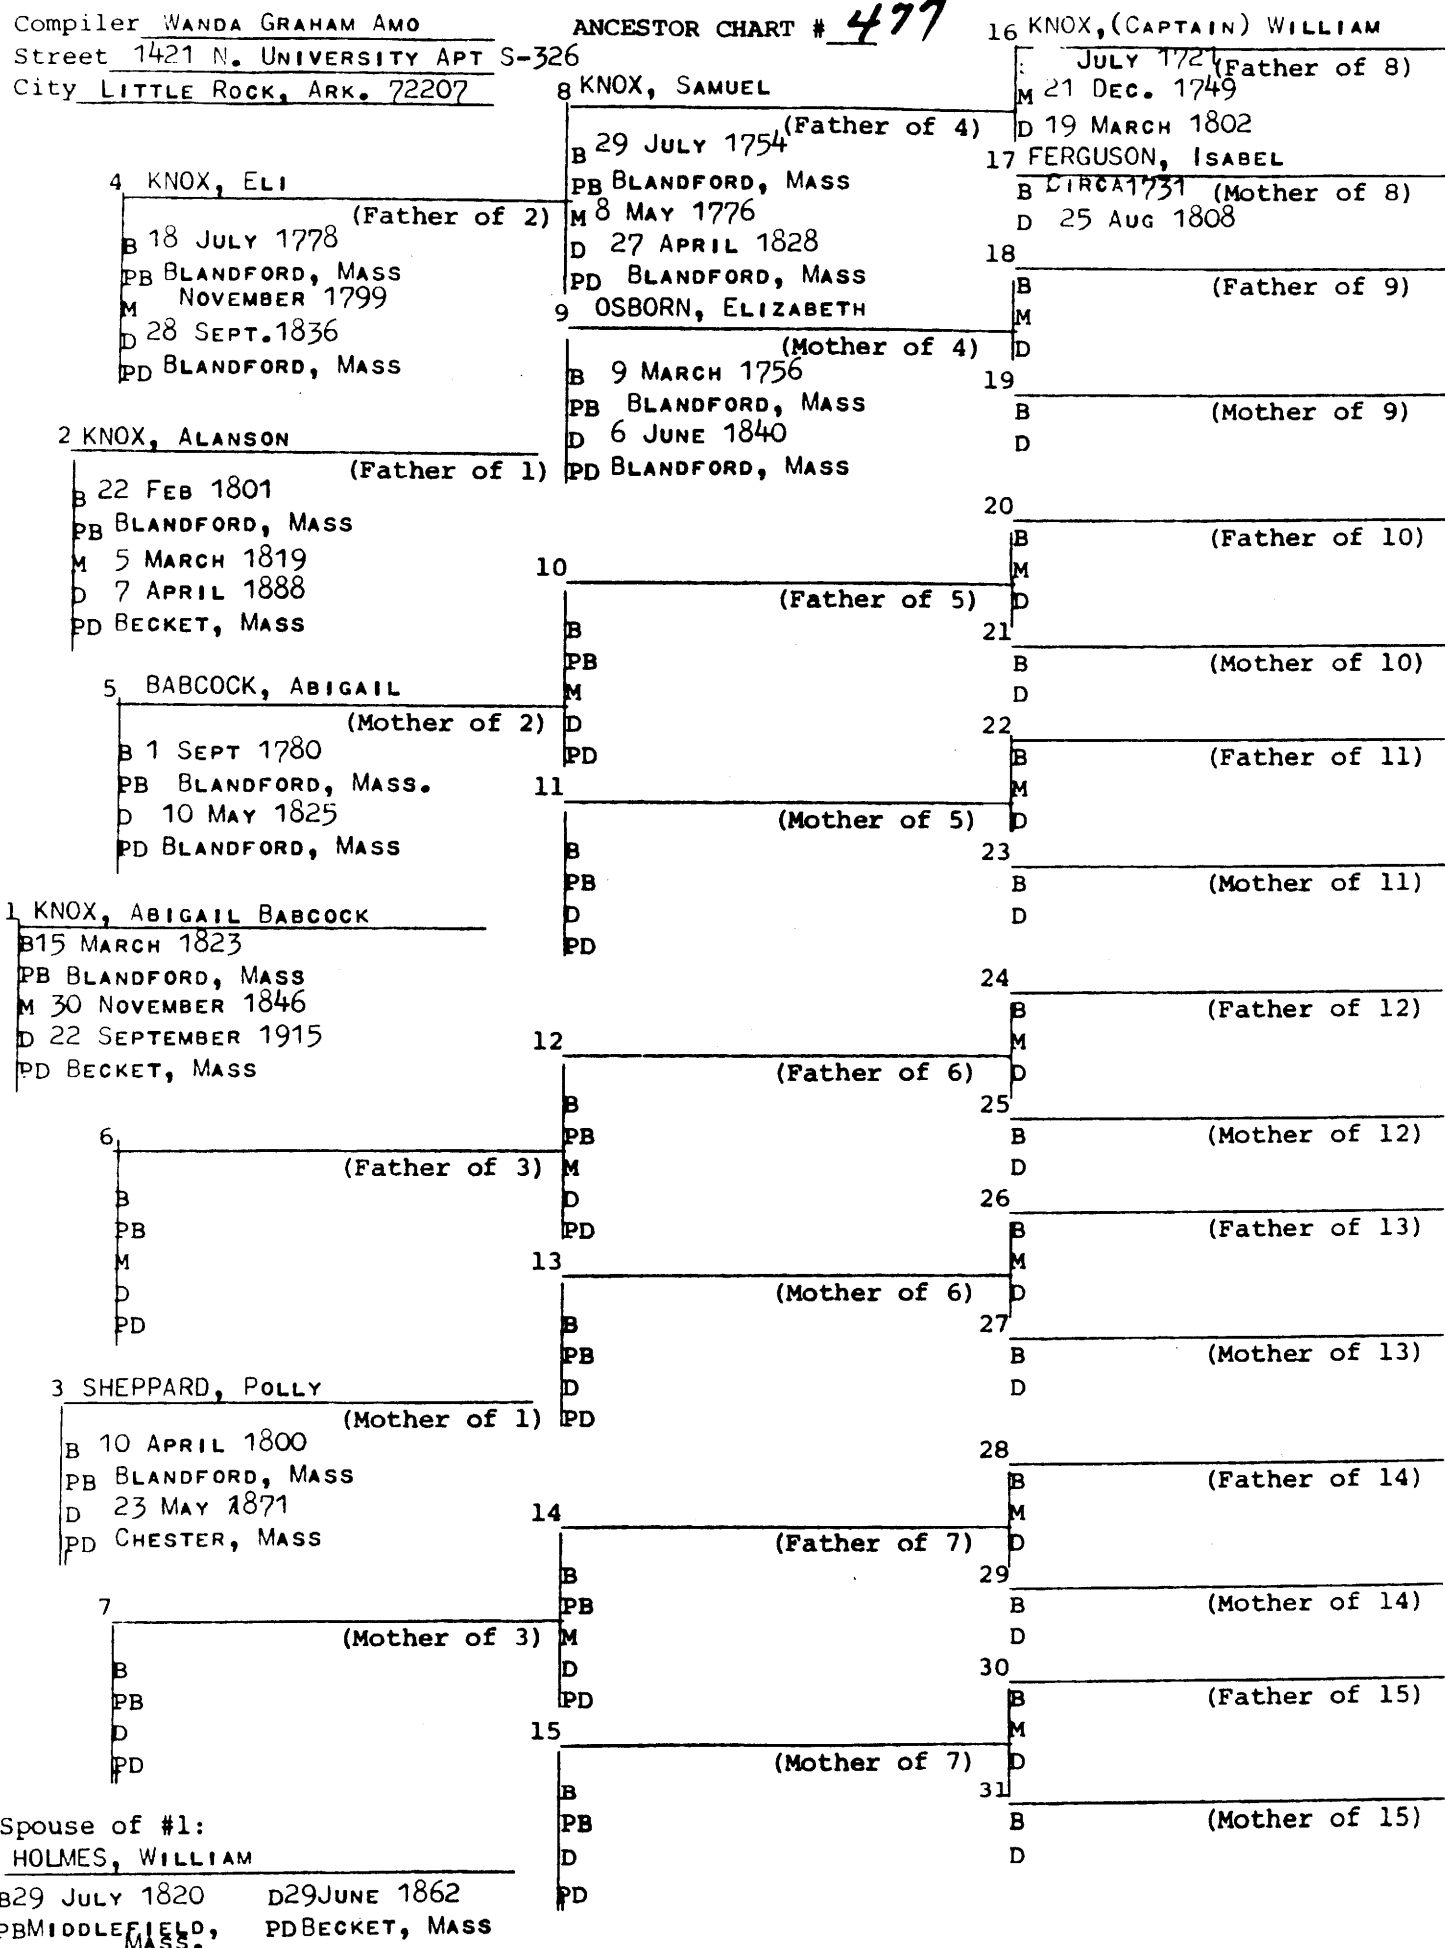 Compiler WANDA GRAHAM AMO
Street 1421 N. UNIVERSITY APT S-326
City LITTLE ROCK, ARK. 72207
ANCESTOR CHART # 477
4 KNOX, ELI
(Father of 2)
B 18 JULY 1778
PB BLANDFORD, MASS
M NOVEMBER 1799
D 28 SEPT. 1836
PD BLANDFORD, MASS
2 KNOX, ALANSON
(Father of 1)
B 22 FEB 1801
PB BLANDFORD, MASS
M 5 MARCH 1819
D 7 APRIL 1888
PD BECKET, MASS
5 BABCOCK, ABIGAIL
(Mother of 2)
B 1 SEPT 1780
PB BLANDFORD, MASS.
D 10 MAY 1825
PD BLANDFORD, MASS
1 KNOX, ABIGAIL BABCOCK
B 15 MARCH 1823
PB BLANDFORD, MASS
M 30 NOVEMBER 1846
D 22 SEPTEMBER 1915
PD BECKET, MASS
6
(Father of 3)
B
PB
M
D
PD
3 SHEPPARD, POLLY
(Mother of 1)
B 10 APRIL 1800
PB BLANDFORD, MASS
D 23 MAY 1871
PD CHESTER, MASS
7
(Mother of 3)
B
PB
D
PD
Spouse of #1:
HOLMES, WILLIAM
B29 JULY 1820 D29JUNE 1862
PBMIDDLEFIELD, PDBECKET, MASS
MASS.
8 KNOX, SAMUEL
(Father of 4)
B 29 JULY 1754
PB BLANDFORD, MASS
M 8 MAY 1776
D 27 APRIL 1828
PD BLANDFORD, MASS
9 OSBORN, ELIZABETH
(Mother of 4)
B 9 MARCH 1756
PB BLANDFORD, MASS
D 6 JUNE 1840
PD BLANDFORD, MASS
10
(Father of 5)
B
PB
M
D
PD
11
(Mother of 5)
B
PB
D
PD
12
(Father of 6)
B
PB
M
D
PD
13
(Mother of 6)
B
PB
D
PD
14
(Father of 7)
B
PB
M
D
PD
15
(Mother of 7)
B
PB
D
PD
16 KNOX, (CAPTAIN) WILLIAM
JULY 1721 (Father of 8)
M 21 DEC. 1749
D 19 MARCH 1802
17 FERGUSON, ISABEL
B CIRCA1731 (Mother of 8)
D 25 AUG 1808
18
B (Father of 9)
M
D
19
B (Mother of 9)
D
20
B (Father of 10)
M
D
21
B (Mother of 10)
D
22
B (Father of 11)
M
D
23
B (Mother of 11)
D
24
B (Father of 12)
M
D
25
B (Mother of 12)
D
26
B (Father of 13)
M
D
27
B (Mother of 13)
D
28
B (Father of 14)
M
D
29
B (Mother of 14)
D
30
B (Father of 15)
M
D
31
B (Mother of 15)
D